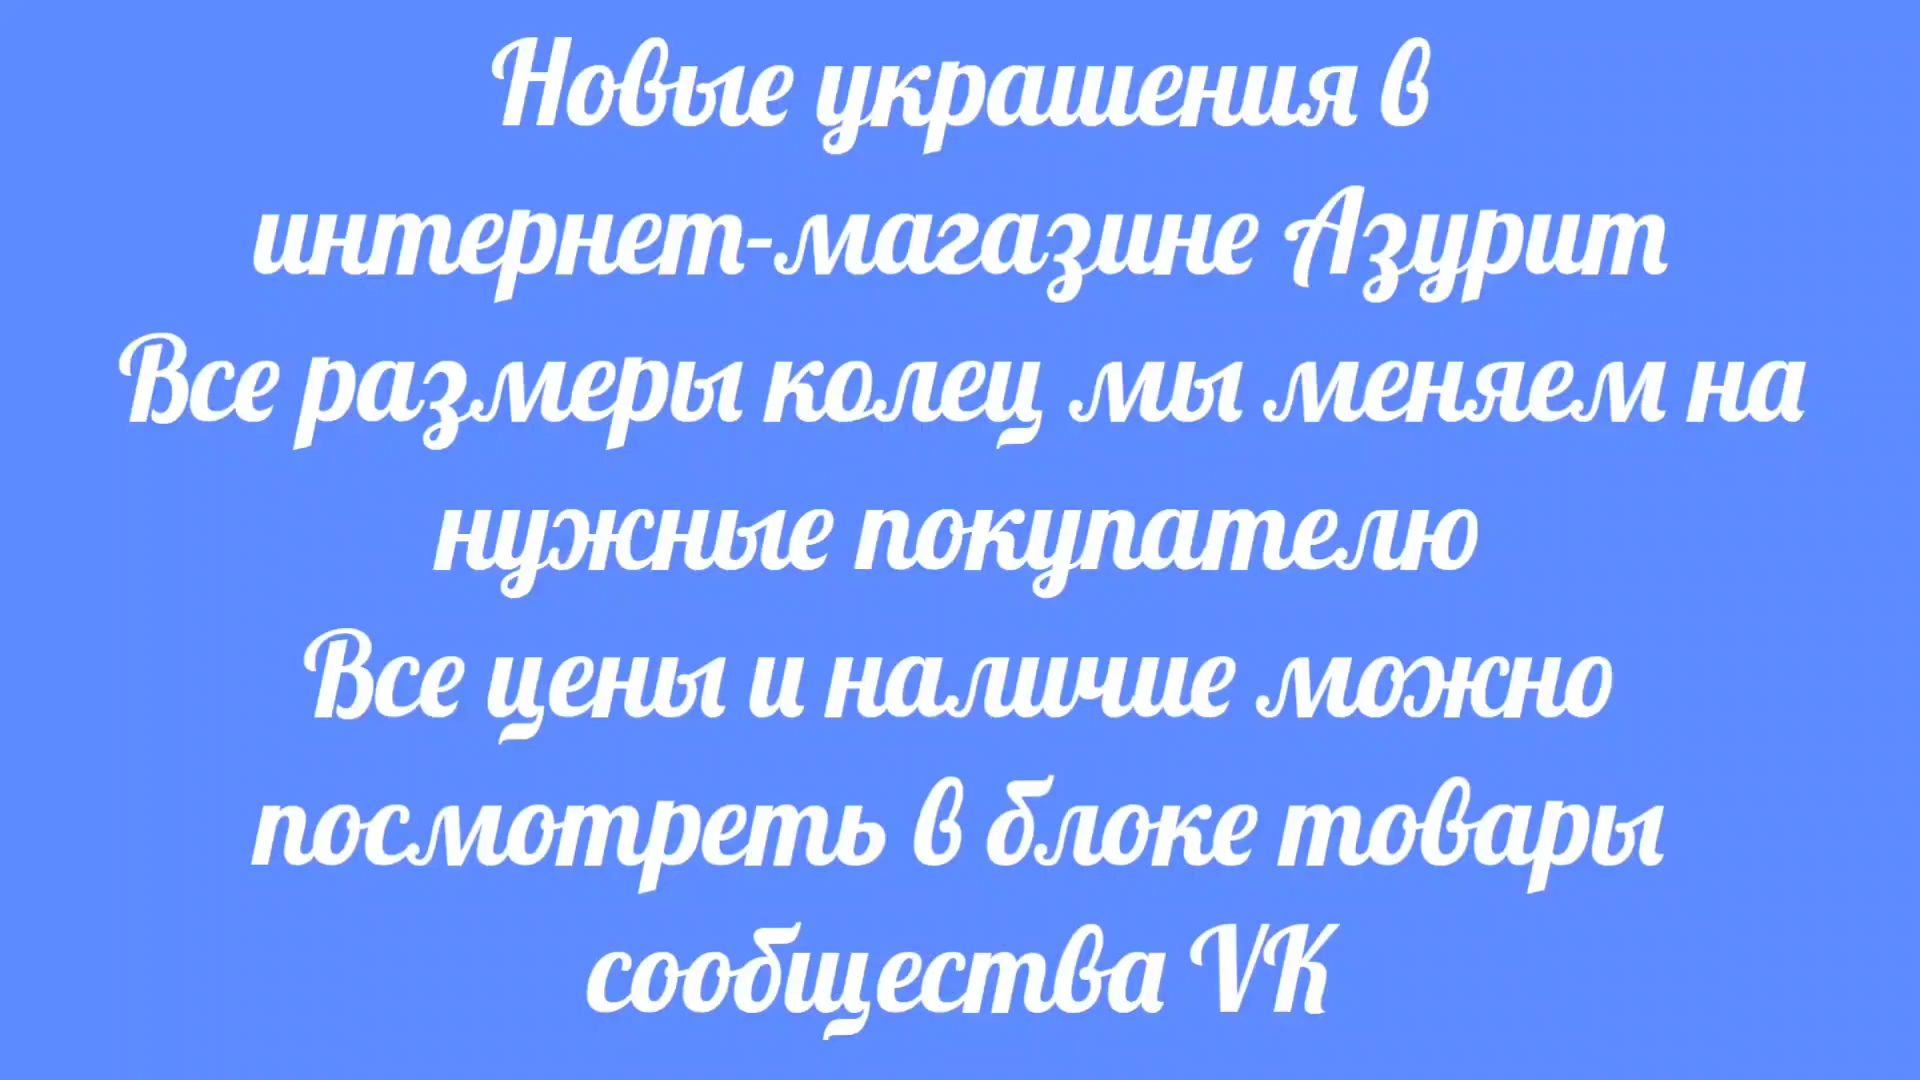 Новые украшения в
интернет-магазине Азурит
Все размеры колец мы меняем на
нужные покупателю
Все цены и наличие можно
посмотреть в блоке товары
сообщества VK